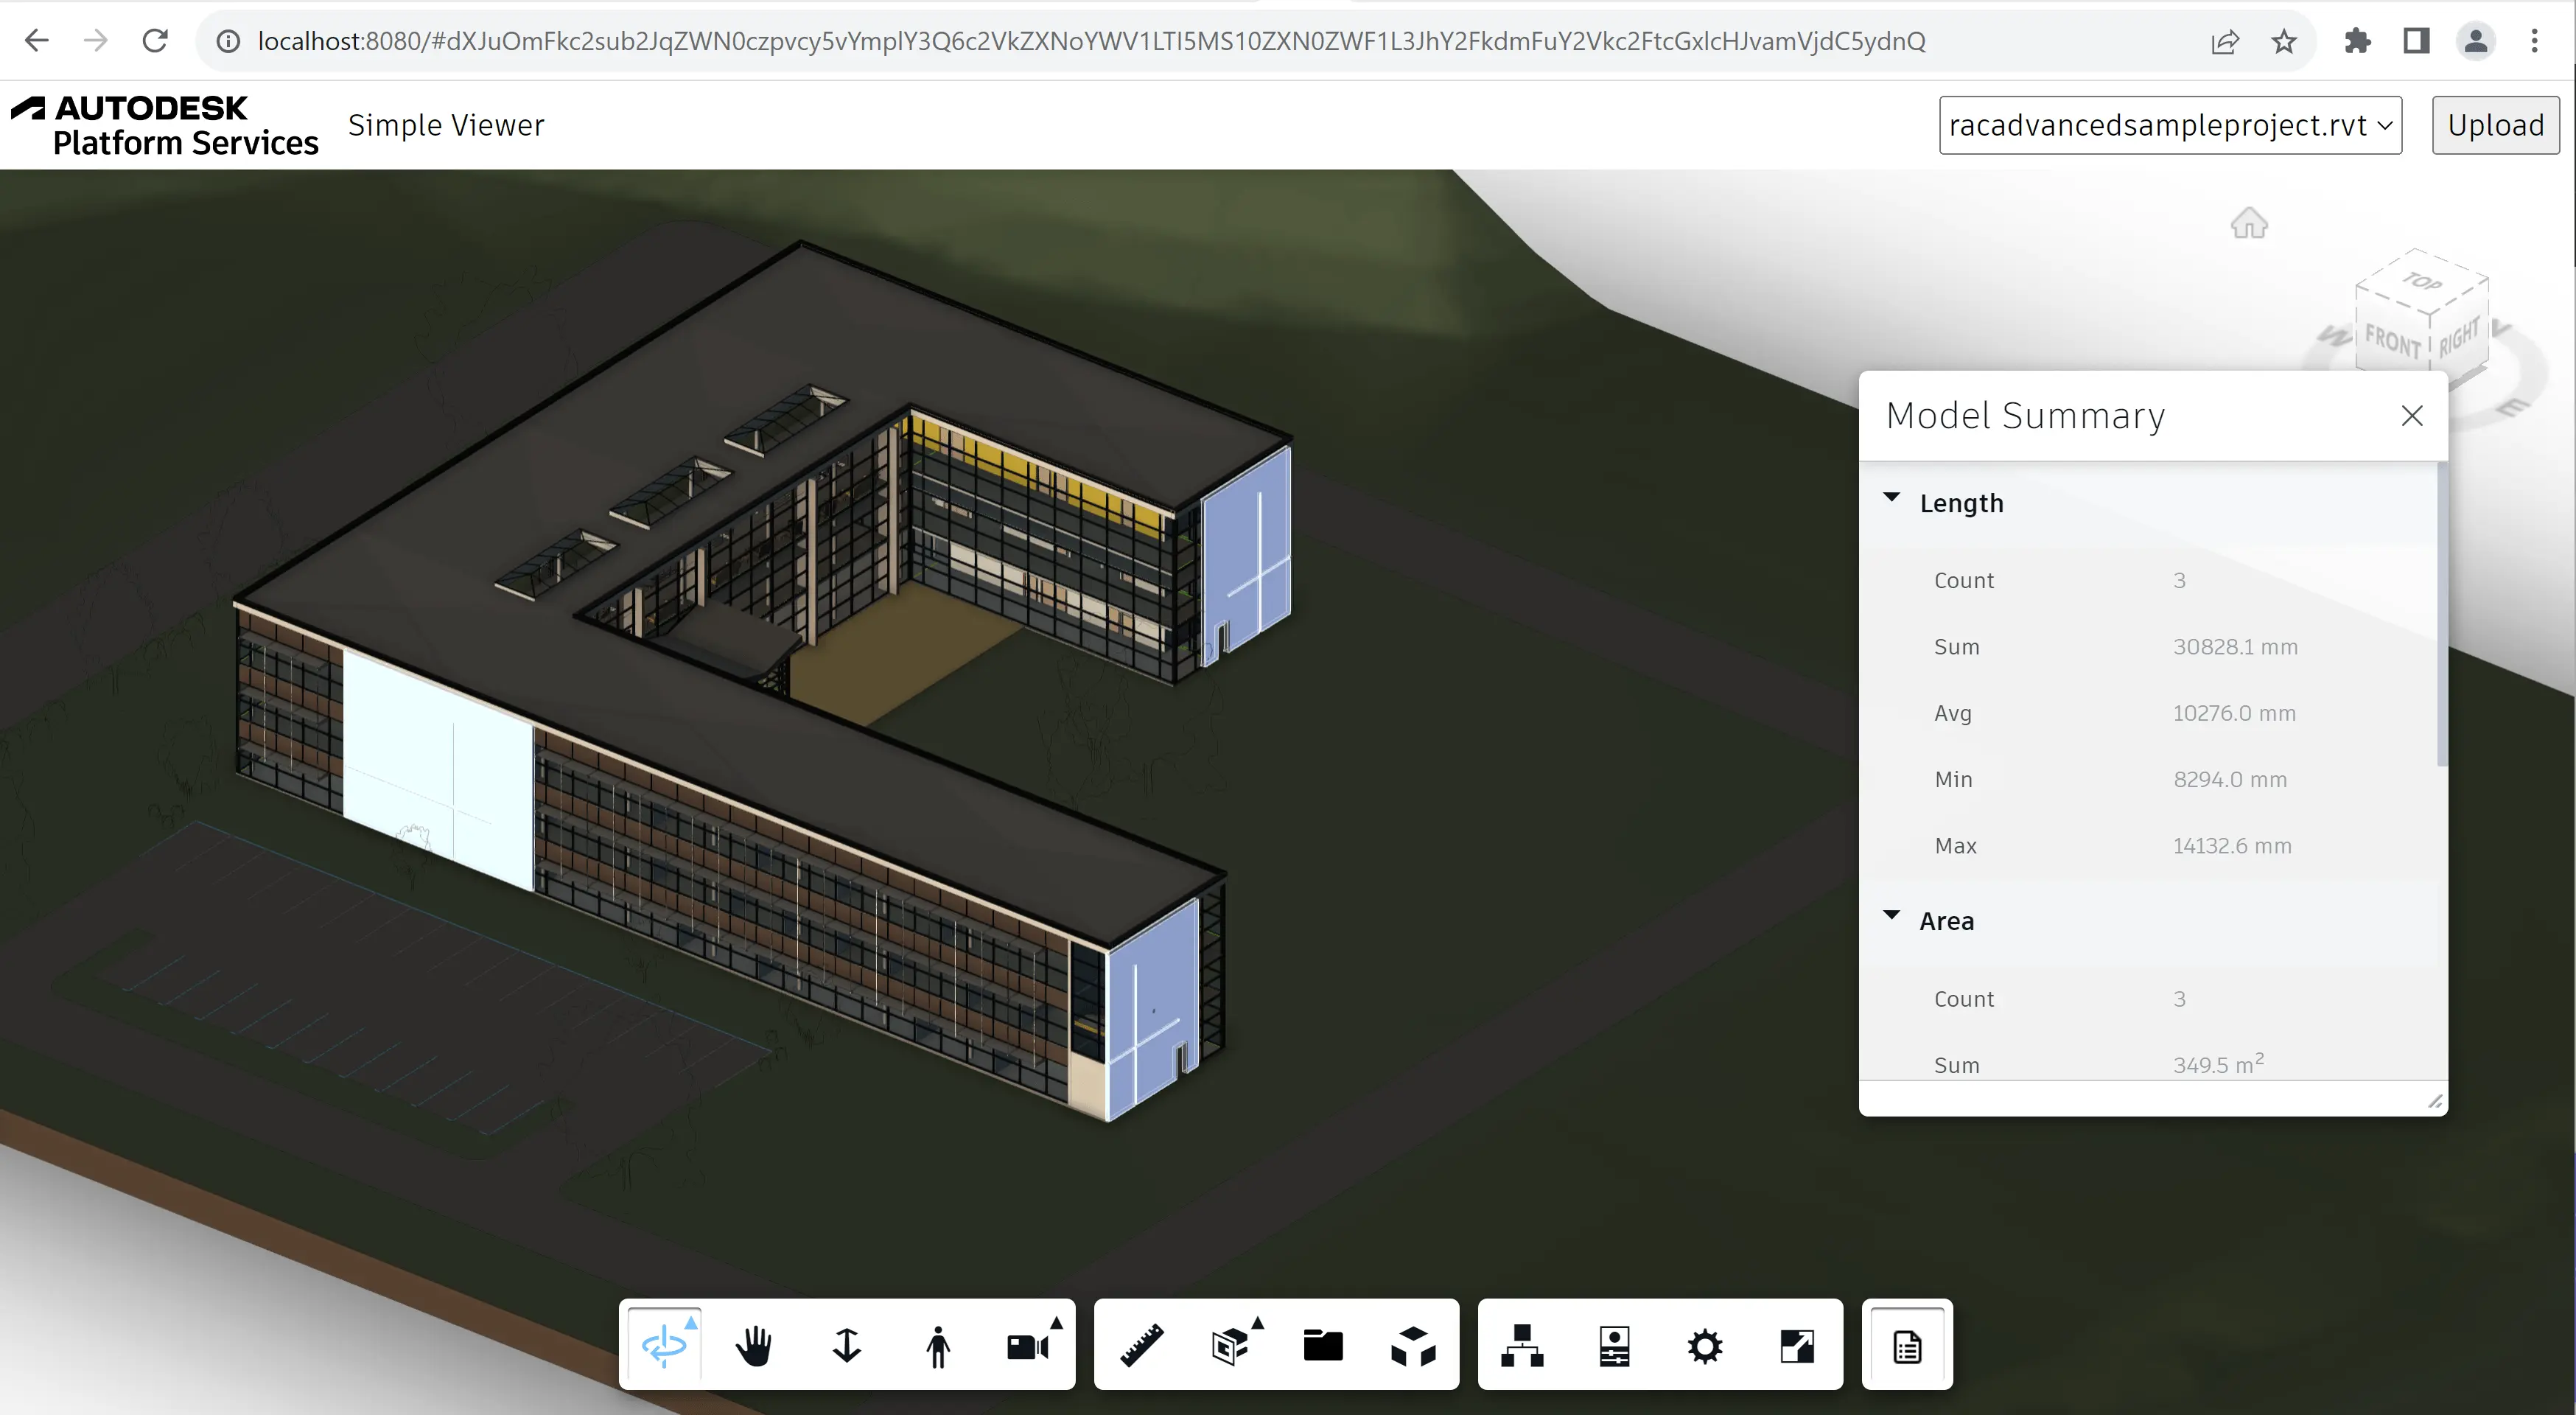 localhost:8080/#dXJuOmFkc2sub2JqZWN0czpvcy5vYmplY3Q6c2VkZXNoYWV1LTI5MS10ZXN0ZWF1L3JhY2FkdmFuY2Vkc2FtcGxlcHJvamVjdC5ydnQ
AUTODESK
Platform Services
Simple Viewer
racadvancedsampleproject.rvt
Upload
TOP
FRONT
RIGHT
W
E
Model Summary
Length
Count 3
Sum 30828.1 mm
Avg 10276.0 mm
Min 8294.0 mm
Max 14132.6 mm
Area
Count 3
Sum 349.5 m²